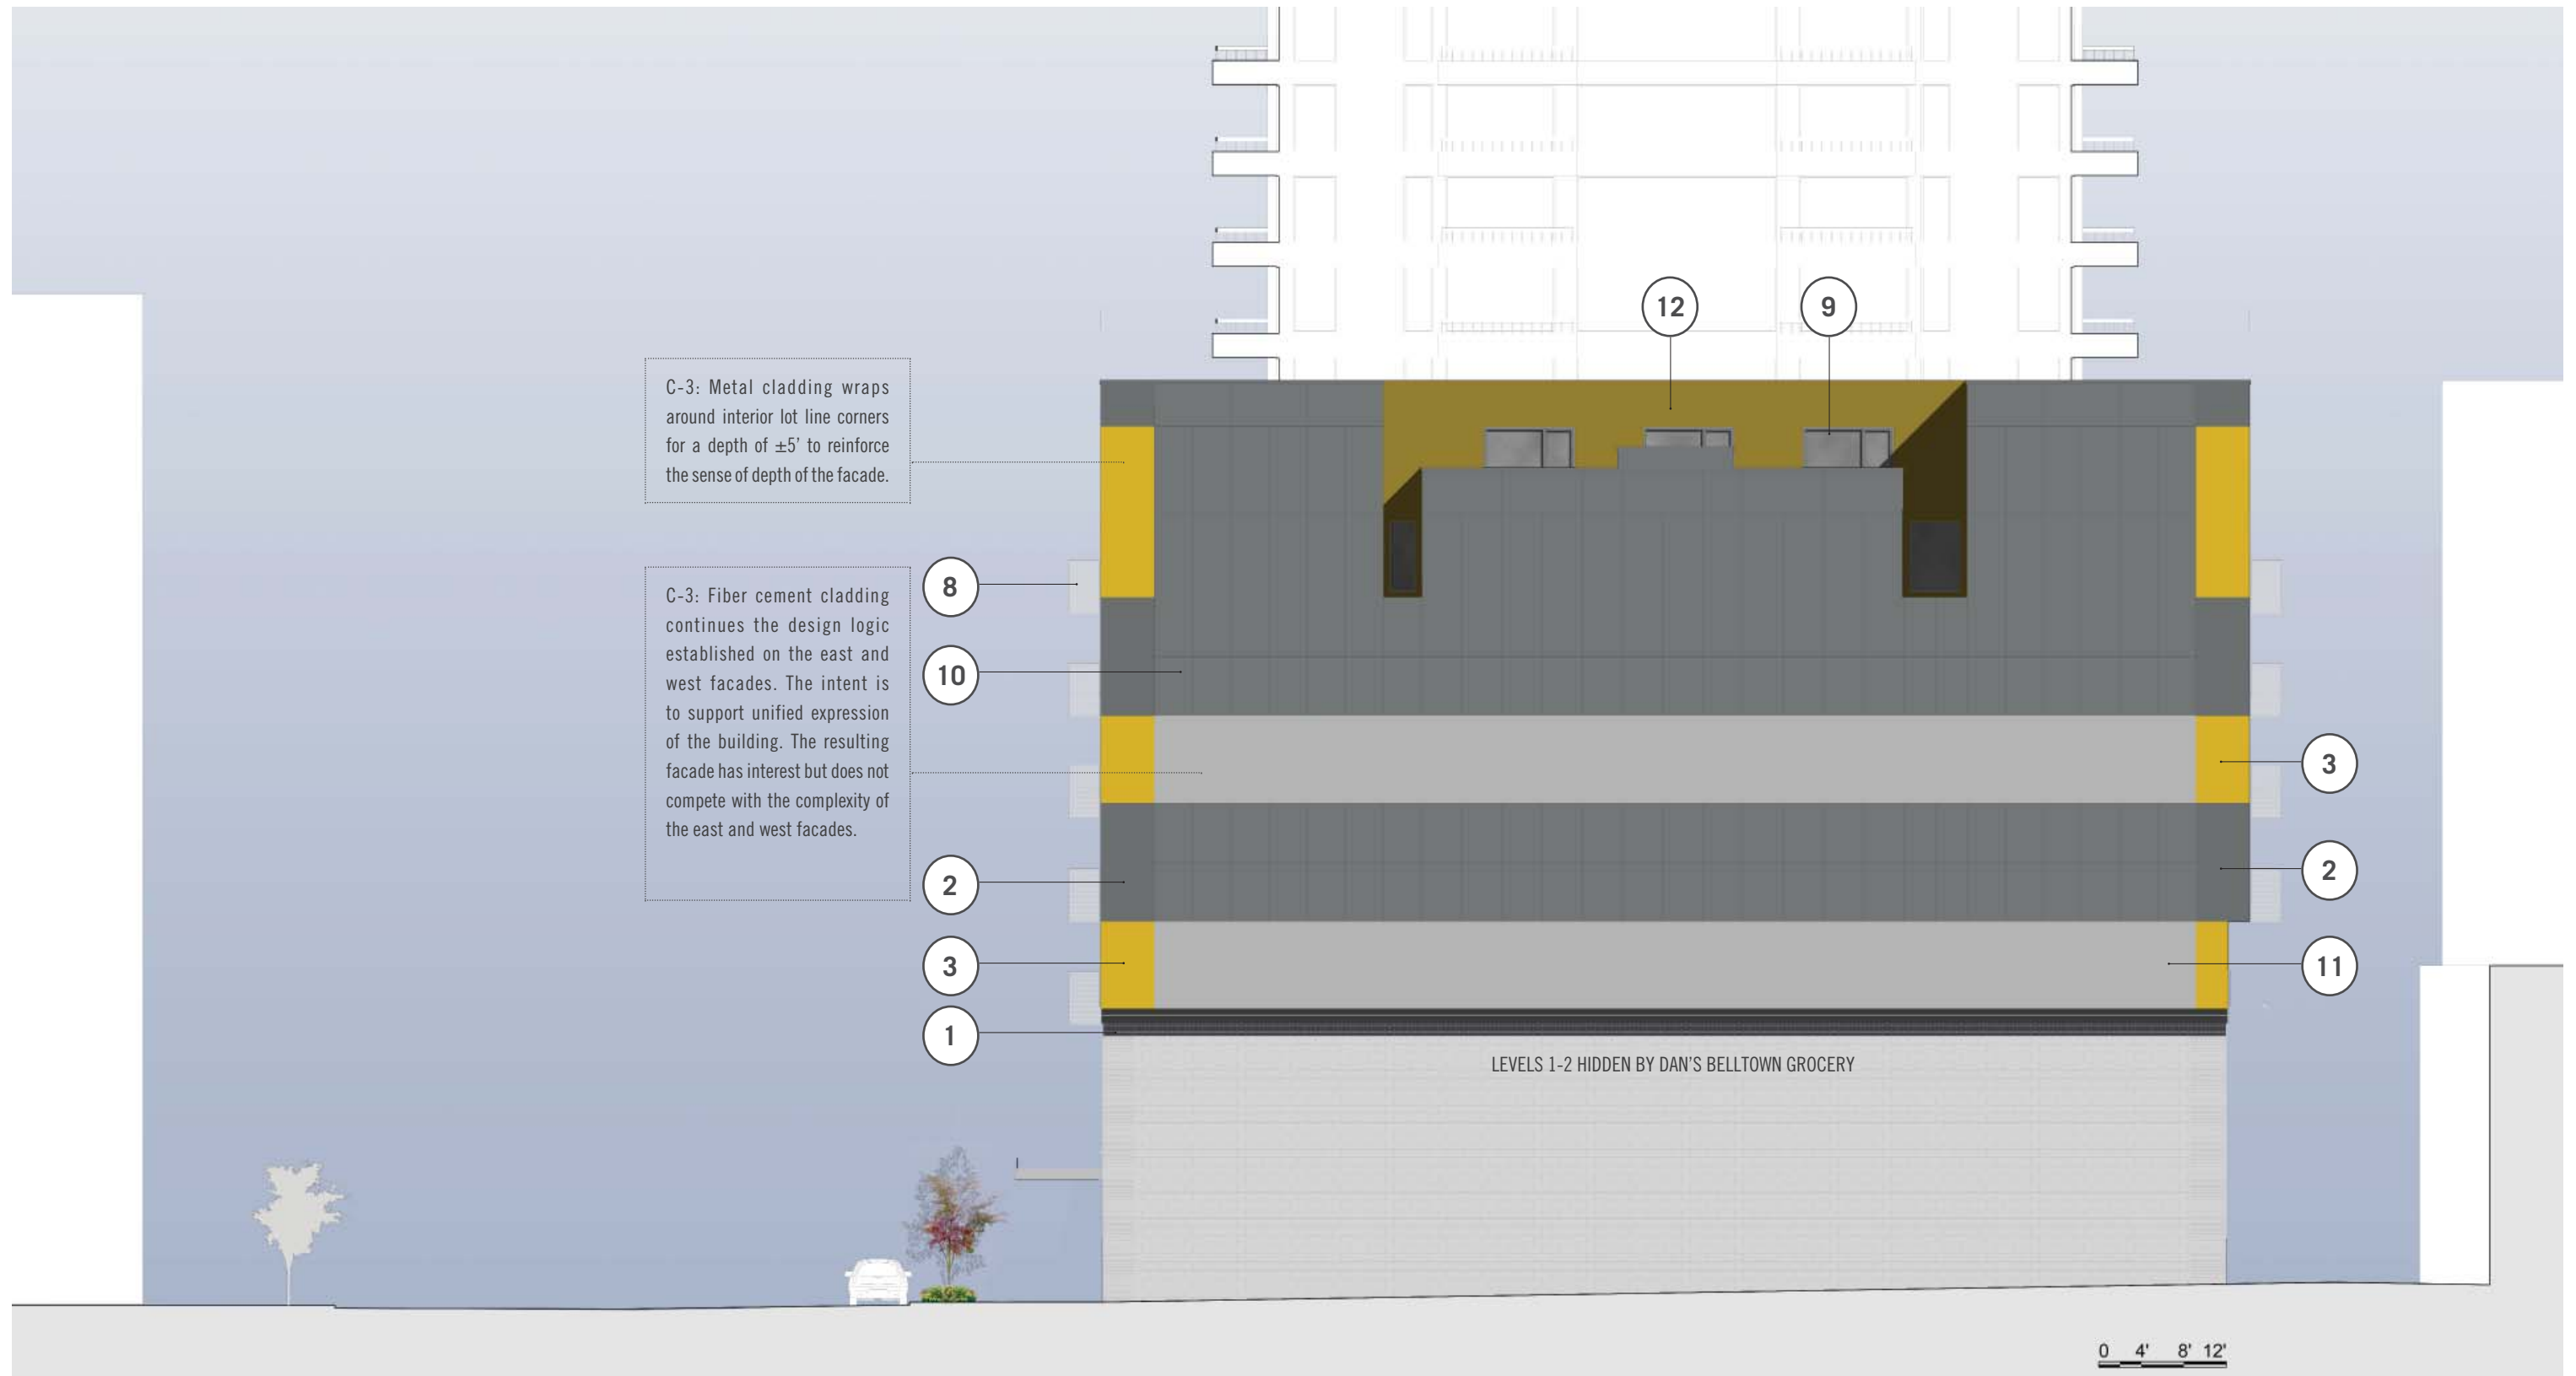 12
9
C-3: Metal cladding wraps
around interior lot line corners
for a depth of ±5’ to reinforce
the sense of depth of the facade.
8
C-3: Fiber cement cladding
continues the design logic
established on the east and
west facades. The intent is
to support unified expression
of the building. The resulting
facade has interest but does not
compete with the complexity of
the east and west facades.
10
3
2
2
3
11
1
LEVELS 1-2 HIDDEN BY DAN’S BELLTOWN GROCERY
0 4' 8' 12'